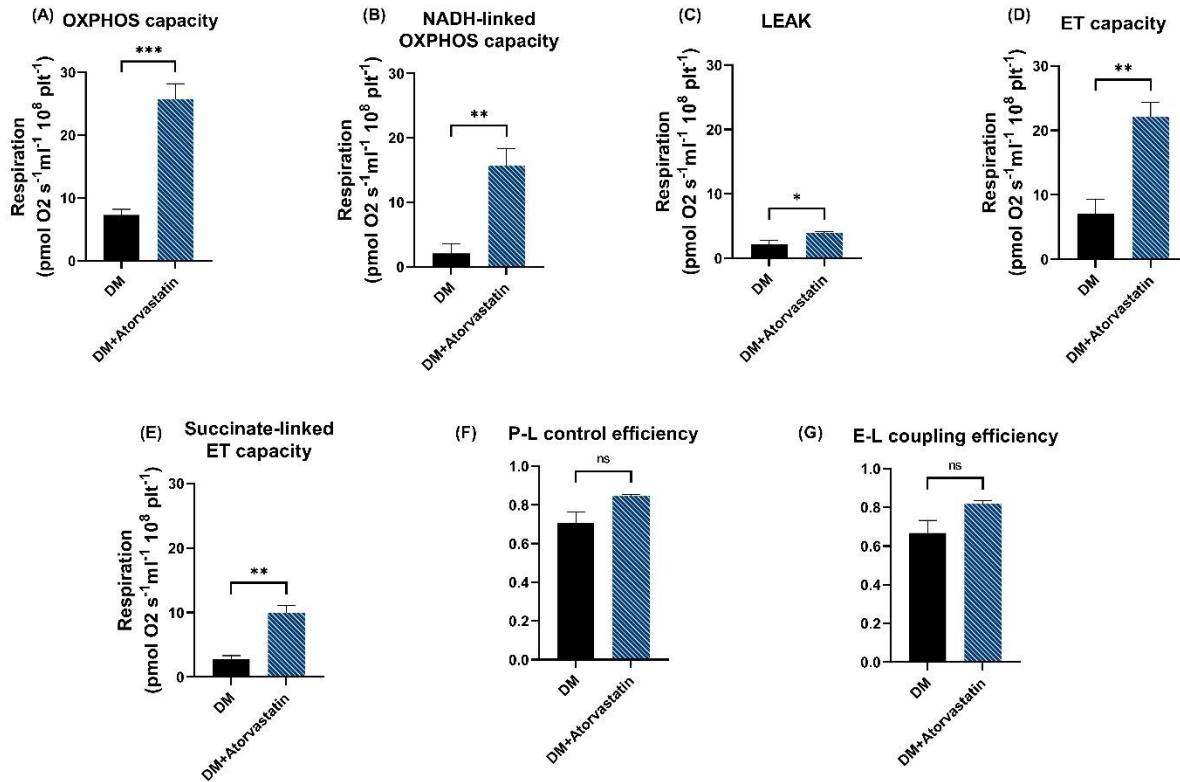 (A) OXPHOS capacity
***
30
20
10
0
Respiration
(pmol O2 s⁻¹ml⁻¹ 10⁸ plt⁻¹)
DM
DM+Atorvastatin
(B) NADH-linked
OXPHOS capacity
**
30
20
10
0
Respiration
(pmol O2 s⁻¹ml⁻¹ 10⁸ plt⁻¹)
DM
DM+Atorvastatin
(C) LEAK
*
30
20
10
0
Respiration
(pmol O2 s⁻¹ml⁻¹ 10⁸ plt⁻¹)
DM
DM+Atorvastatin
(D) ET capacity
**
30
20
10
0
Respiration
(pmol O2 s⁻¹ml⁻¹ 10⁸ plt⁻¹)
DM
DM+Atorvastatin
(E) Succinate-linked
ET capacity
**
30
20
10
0
Respiration
(pmol O2 s⁻¹ml⁻¹ 10⁸ plt⁻¹)
DM
DM+Atorvastatin
(F) P-L control efficiency
ns
1.0
0.8
0.6
0.4
0.2
0.0
DM
DM+Atorvastatin
(G) E-L coupling efficiency
ns
1.0
0.8
0.6
0.4
0.2
0.0
DM
DM+Atorvastatin